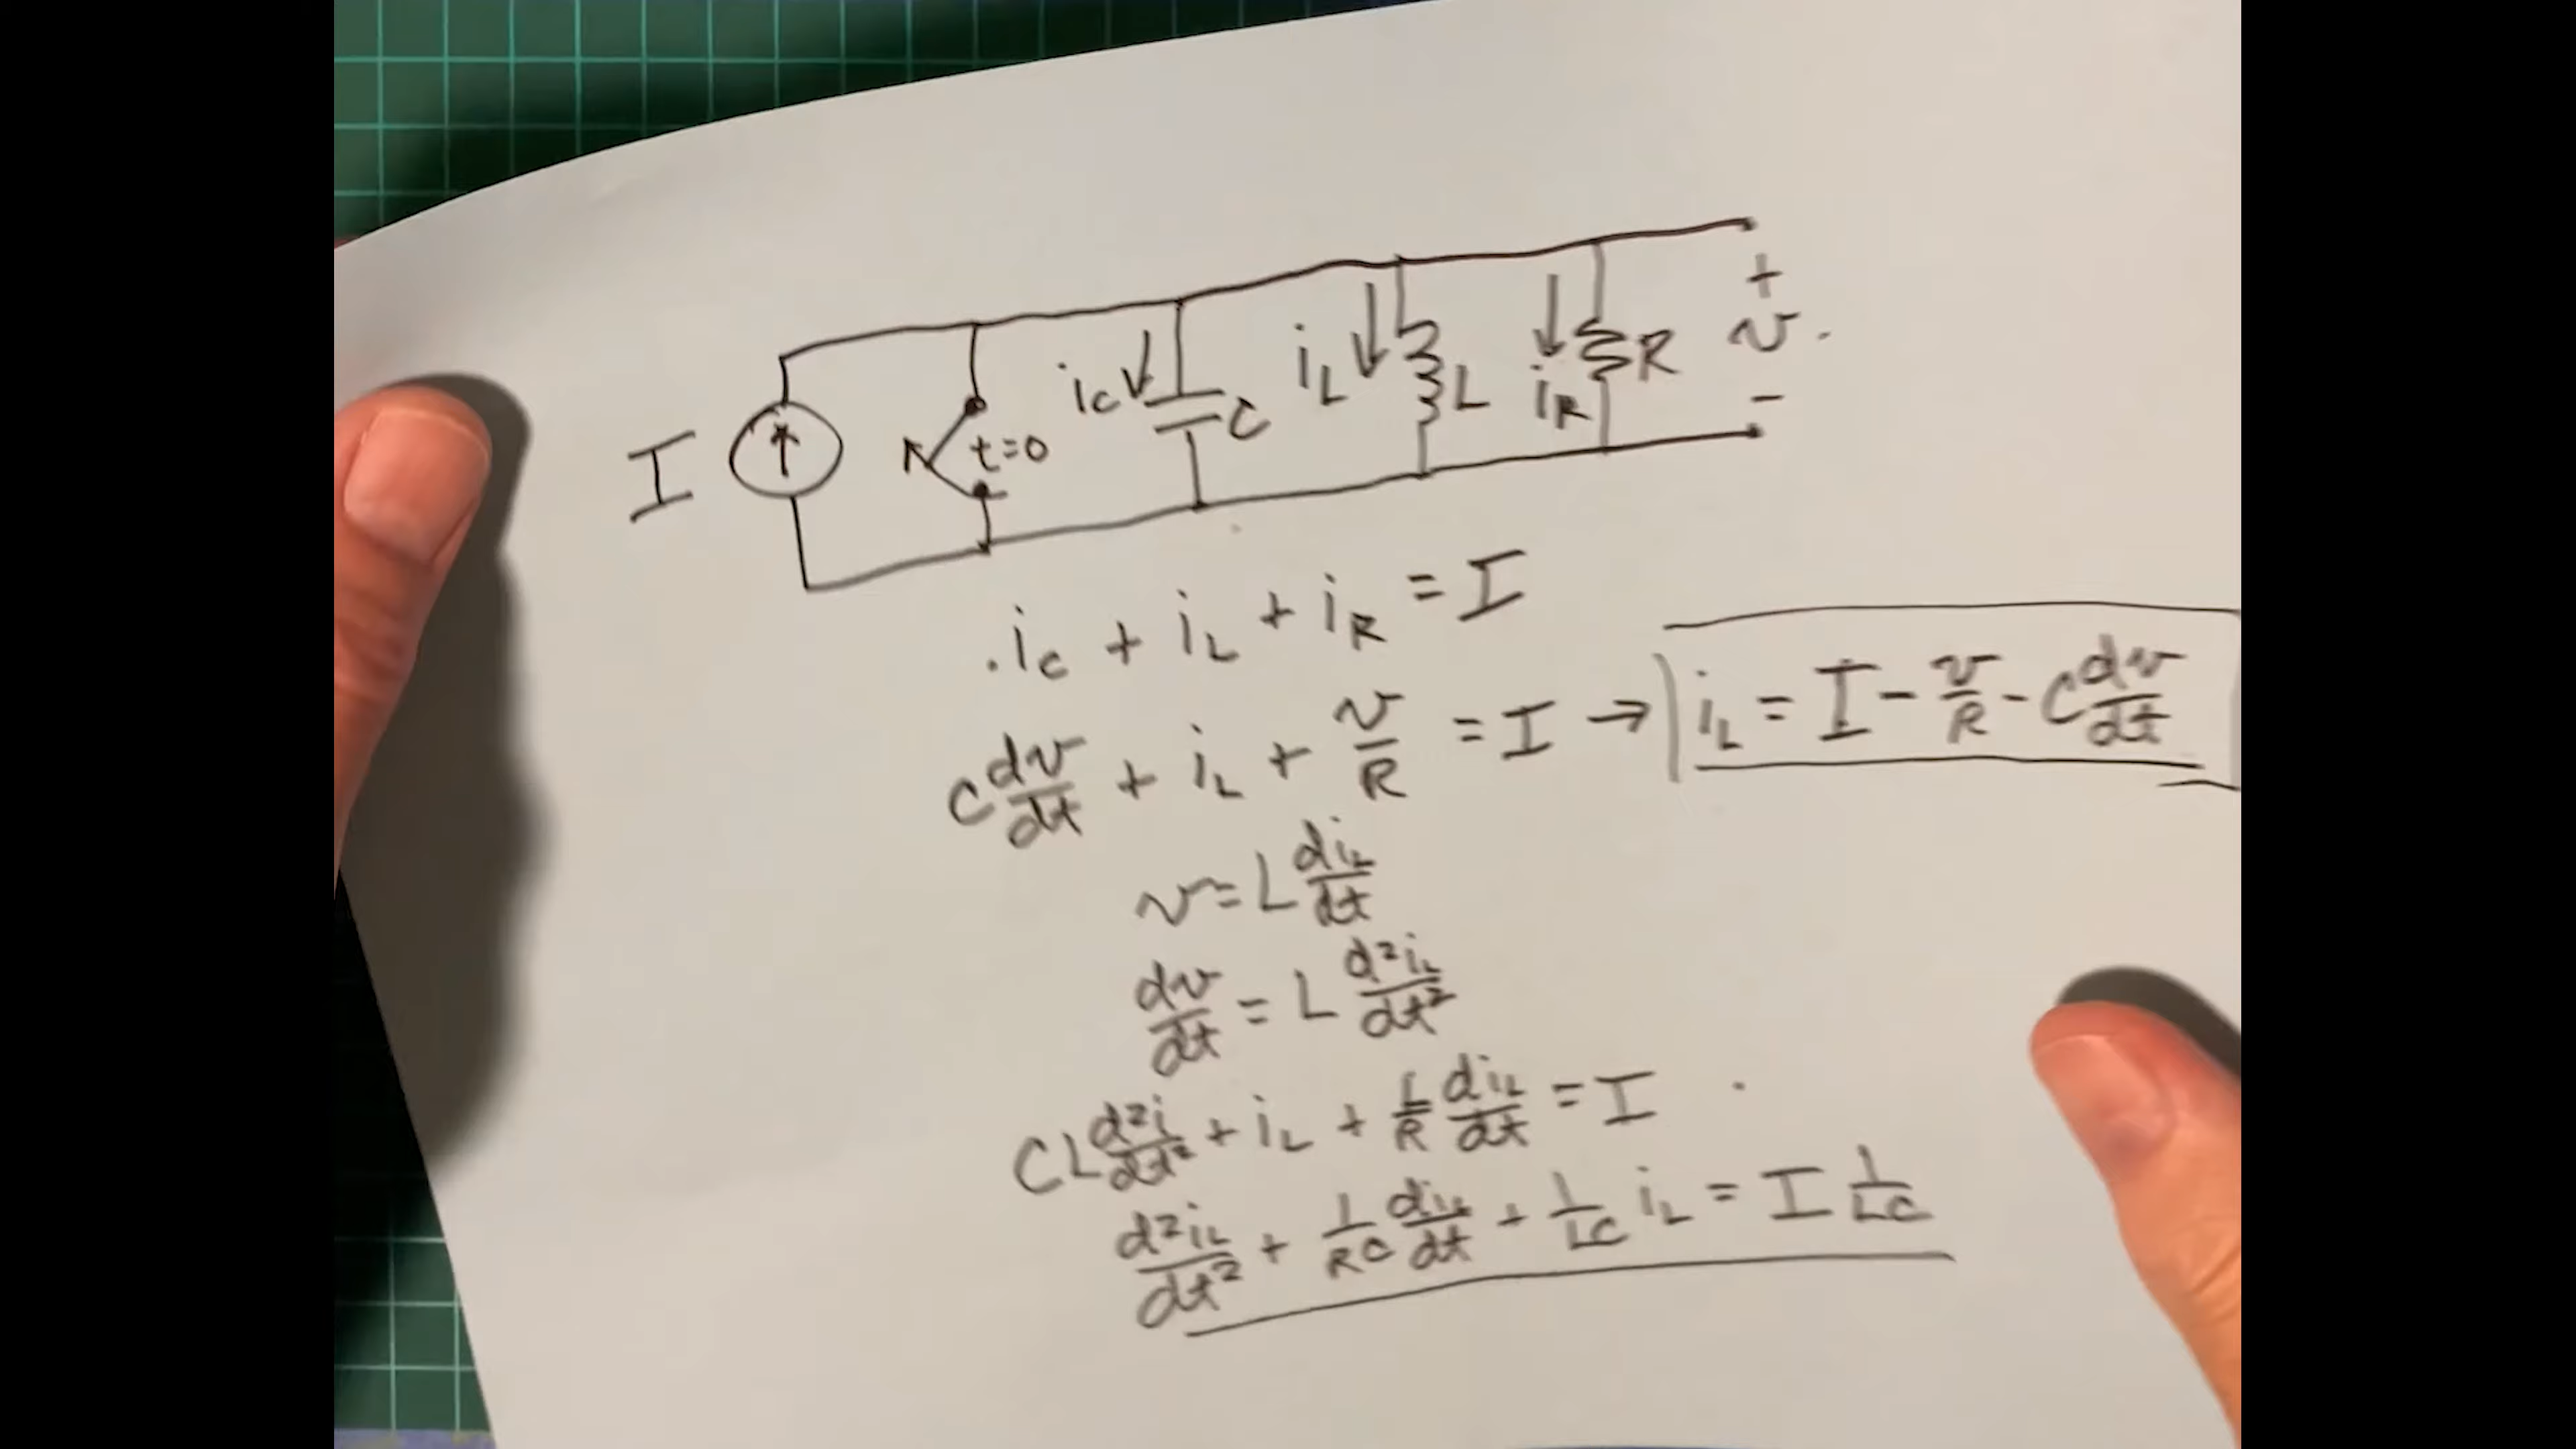 I
t=0
iC
C
iL
L
iR
R
+
v
-
iC + iL + iR = I
C dv/dt + iL + v/R = I → iL = I - v/R - C dv/dt
v = L diL/dt
dv/dt = L d²iL/dt²
CL d²i/dt² + iL + L/R diL/dt = I
d²iL/dt² + 1/RC diL/dt + 1/LC iL = I 1/LC